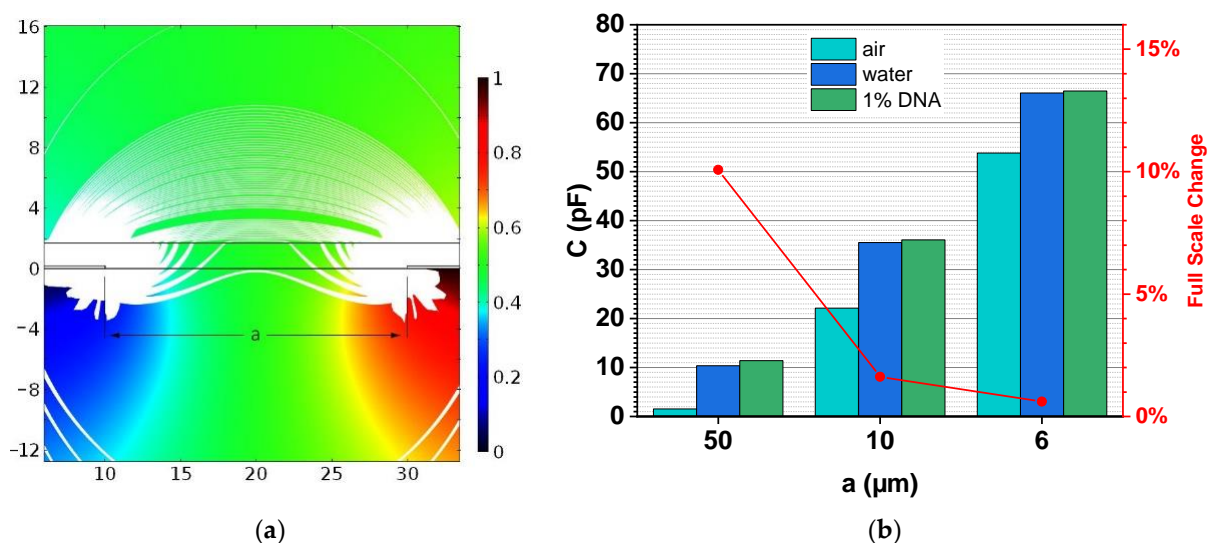 16
12
8
4
0
−4
−8
−12
10 15 20 25 30
a
1
0.8
0.6
0.4
0.2
0
(a)
80
70
60
50
40
30
20
10
0
C (pF)
air
water
1% DNA
15%
10%
5%
0%
Full Scale Change
50 10 6
a (μm)
(b)